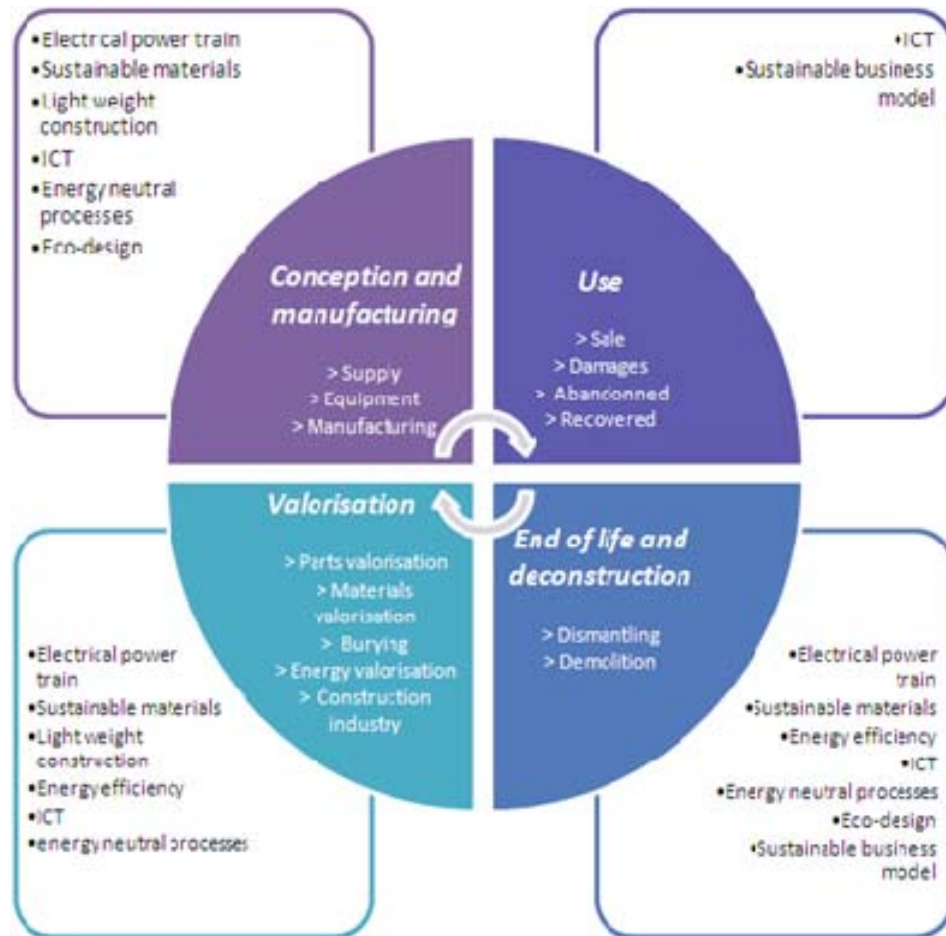 •Electrical power train
•Sustainable materials
•Light weight
construction
•ICT
•Energy neutral
processes
•Eco-design
•ICT
•Sustainable business
model
Conception and
manufacturing
> Supply
> Equipment
> Manufacturing
Use
> Sale
> Damages
> Abandonned
> Recovered
Valorisation
> Parts valorisation
> Materials
valorisation
> Burying
> Energy valorisation
> Construction
industry
End of life and
deconstruction
> Dismantling
> Demolition
•Electrical power
train
•Sustainable materials
•Light weight
construction
•Energy efficiency
•ICT
•energy neutral processes
•Electrical power
train
•Sustainable materials
•Energy efficiency
•ICT
•Energy neutral processes
•Eco-design
•Sustainable business
model